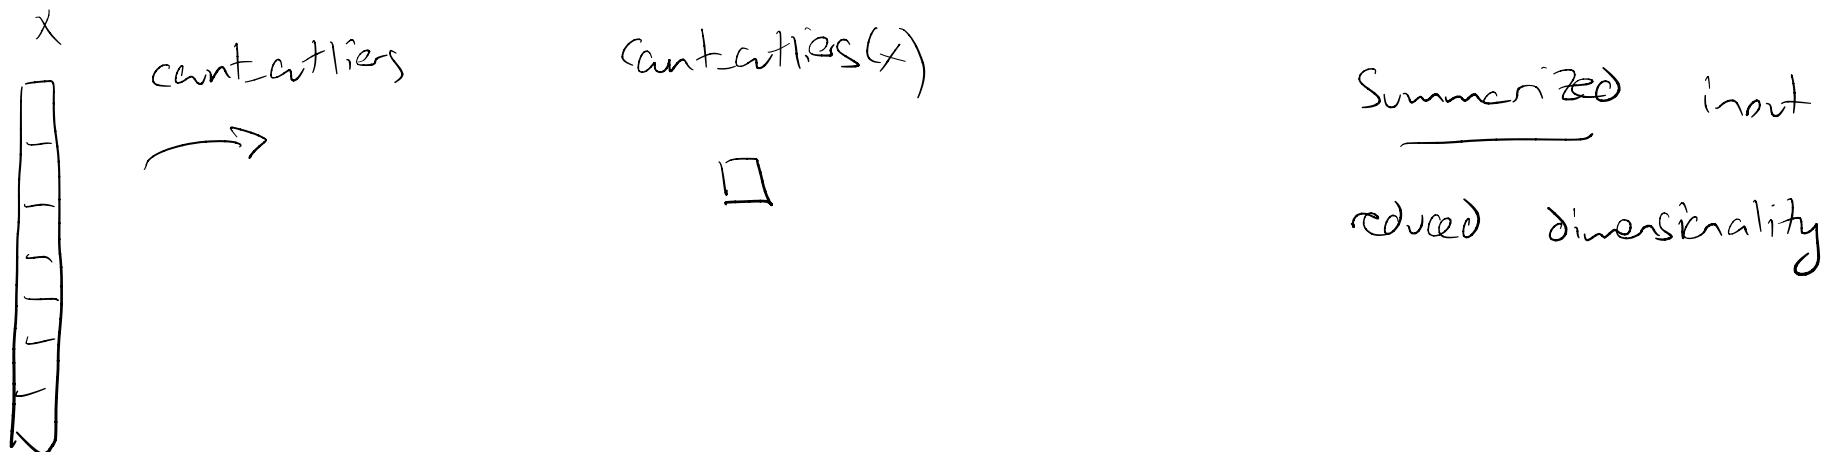 x
count_outliers
count_outliers(x)
Summarized input
reduced dimensionality